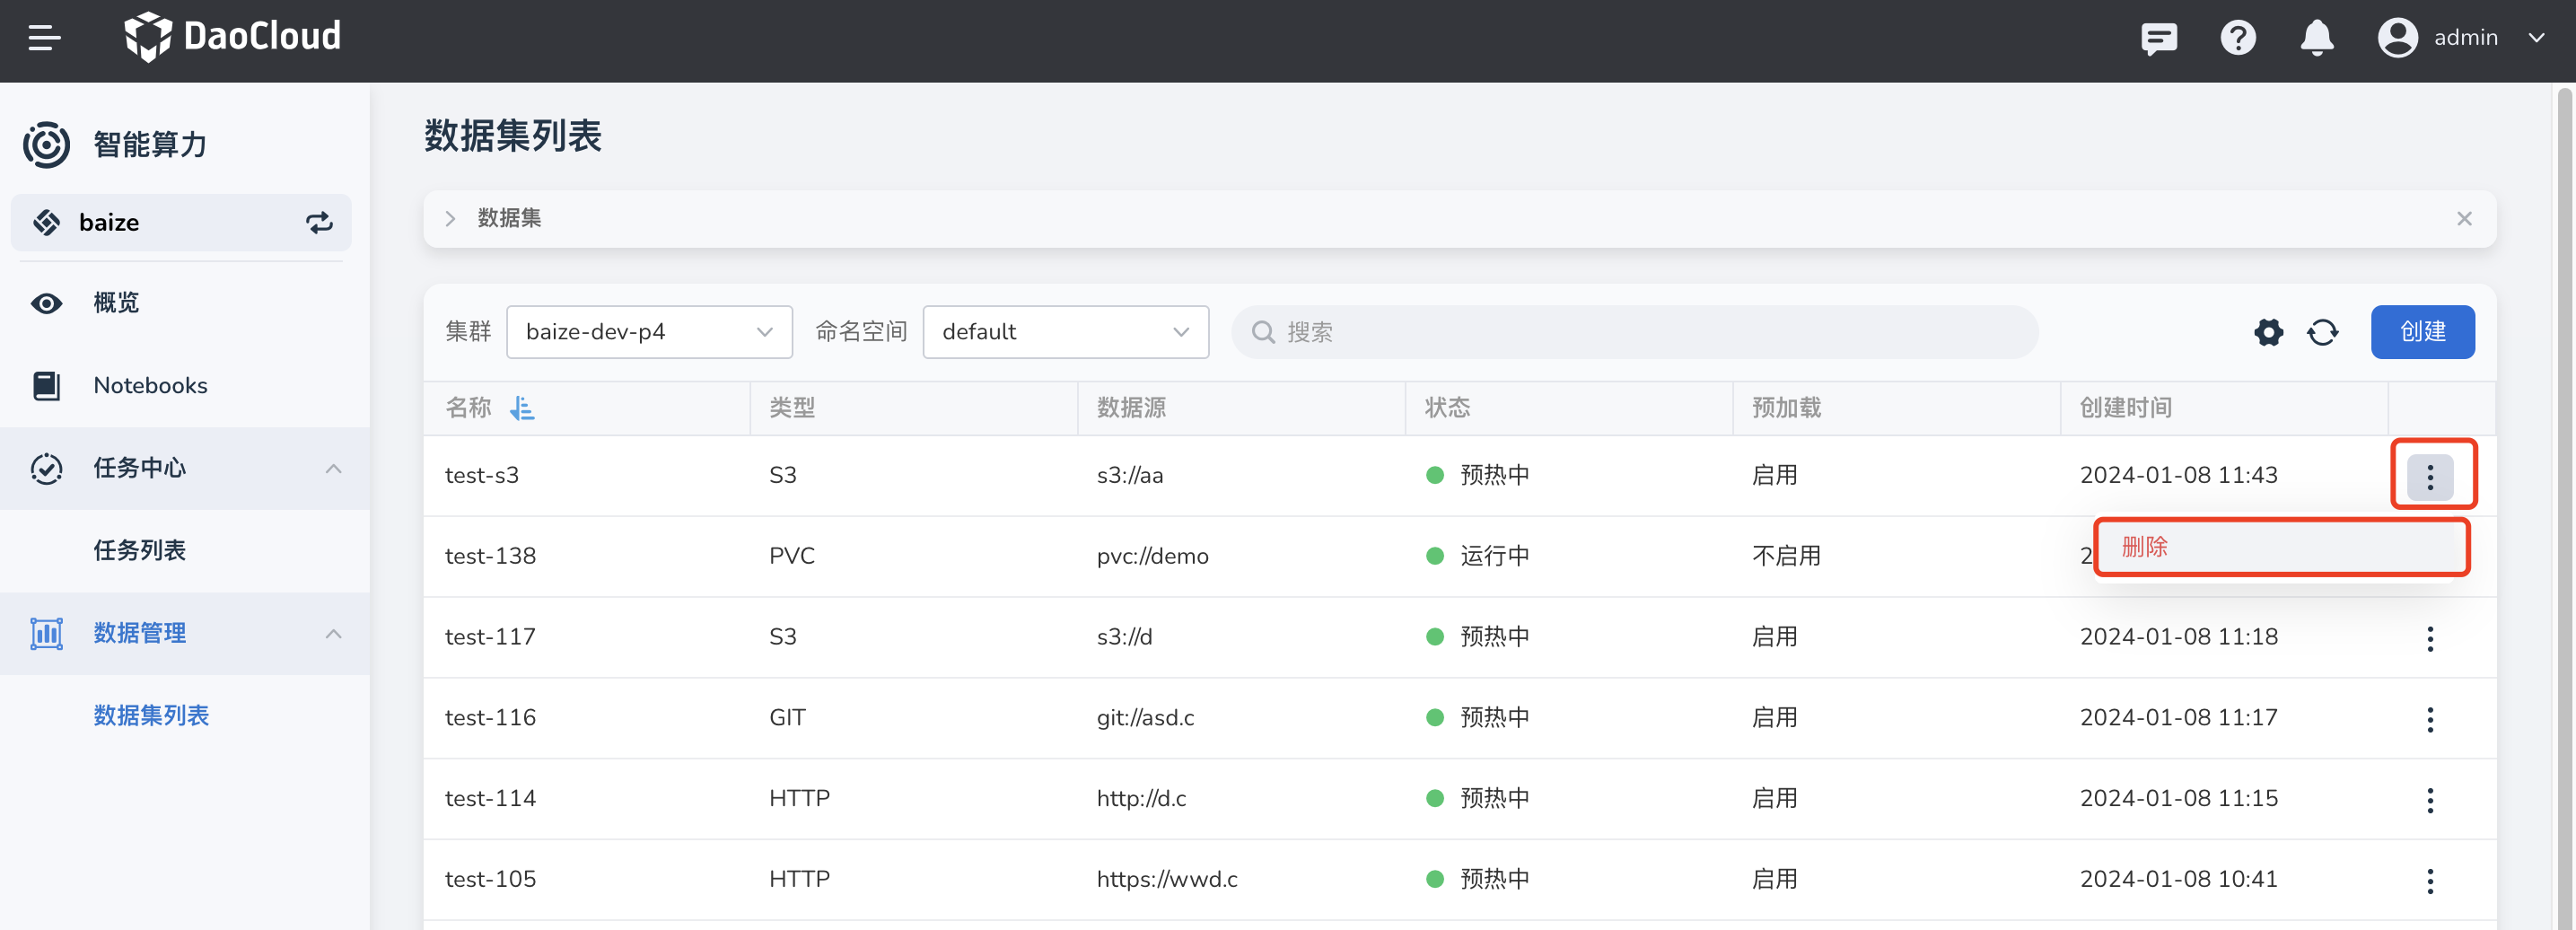 DaoCloud
admin
智能算力
baize
概览
Notebooks
任务中心
任务列表
数据管理
数据集列表
数据集列表
数据集
集群 baize-dev-p4 命名空间 default 搜索 创建
名称 类型 数据源 状态 预加载 创建时间
test-s3 S3 s3://aa 预热中 启用 2024-01-08 11:43
删除
test-138 PVC pvc://demo 运行中 不启用 2
test-117 S3 s3://d 预热中 启用 2024-01-08 11:18
test-116 GIT git://asd.c 预热中 启用 2024-01-08 11:17
test-114 HTTP http://d.c 预热中 启用 2024-01-08 11:15
test-105 HTTP https://wwd.c 预热中 启用 2024-01-08 10:41